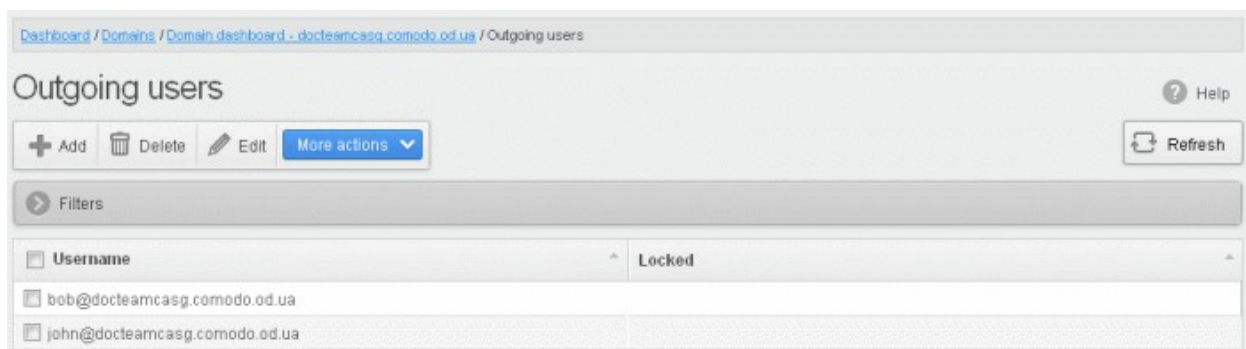 Dashboard / Domains / Domain dashboard - docteamcasg.comodo.od.ua / Outgoing users
Outgoing users
Help
Add Delete Edit More actions
Refresh
Filters
Username Locked
bob@docteamcasg.comodo.od.ua
john@docteamcasg.comodo.od.ua